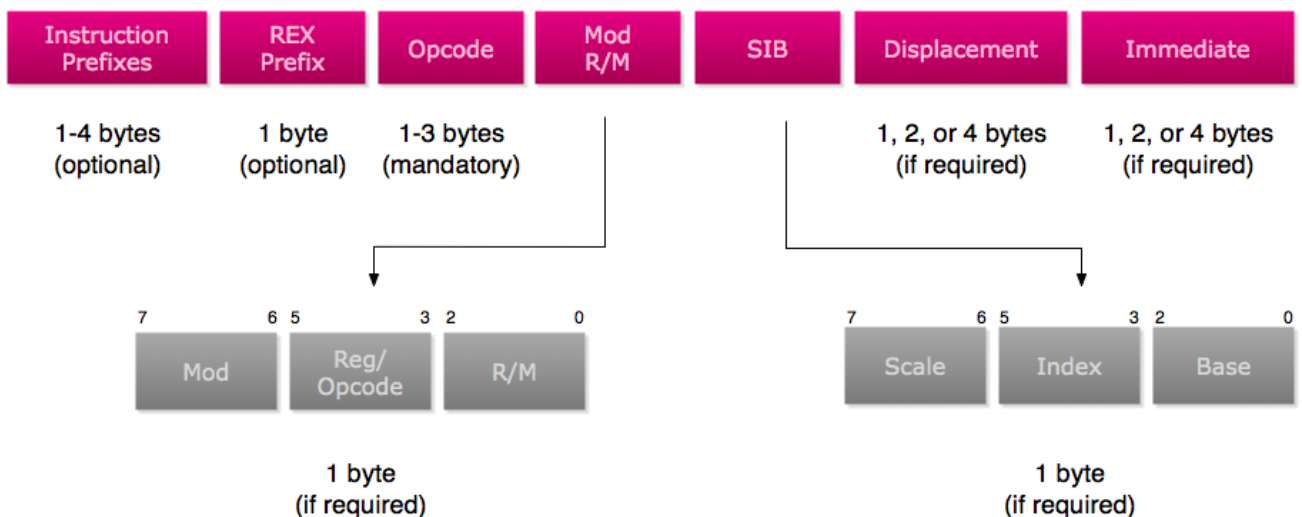 Instruction
Prefixes
REX
Prefix
Opcode
Mod
R/M
SIB
Displacement
Immediate
1-4 bytes
(optional)
1 byte
(optional)
1-3 bytes
(mandatory)
1, 2, or 4 bytes
(if required)
1, 2, or 4 bytes
(if required)
7 6 5 3 2 0
Mod
Reg/
Opcode
R/M
1 byte
(if required)
7 6 5 3 2 0
Scale
Index
Base
1 byte
(if required)